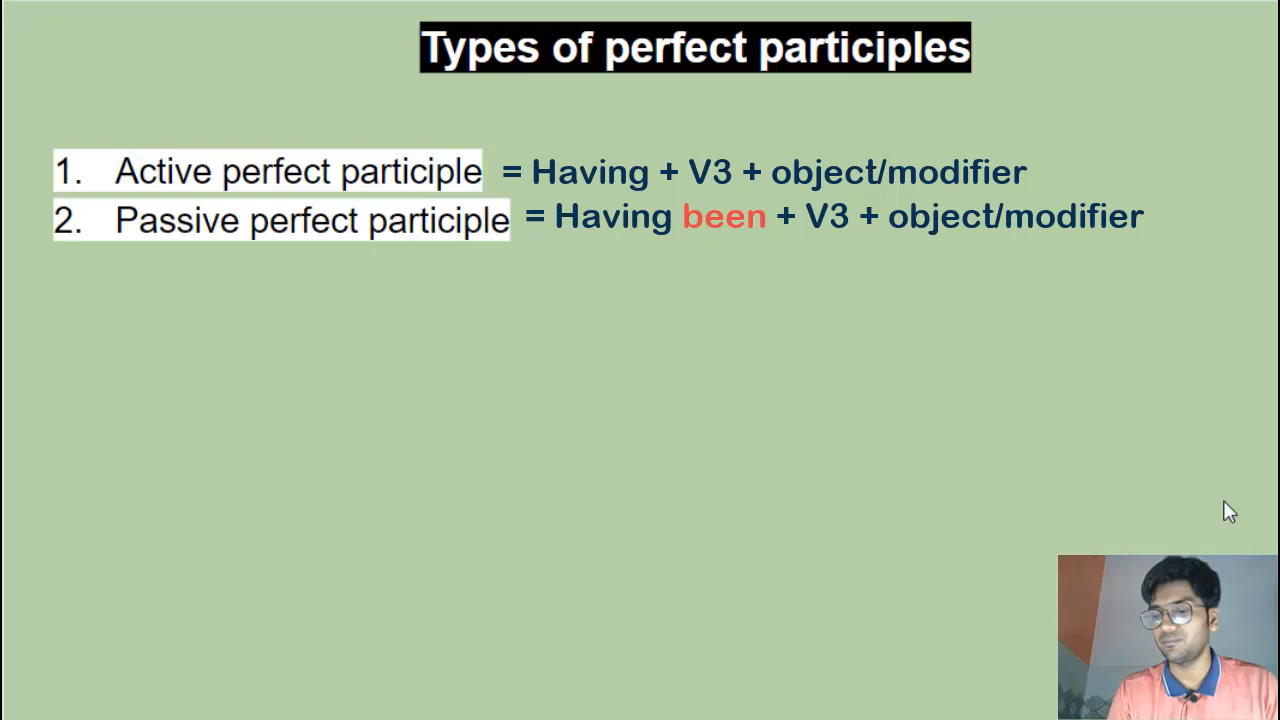 Types of perfect participles
1. Active perfect participle = Having + V3 + object/modifier
2. Passive perfect participle = Having been + V3 + object/modifier